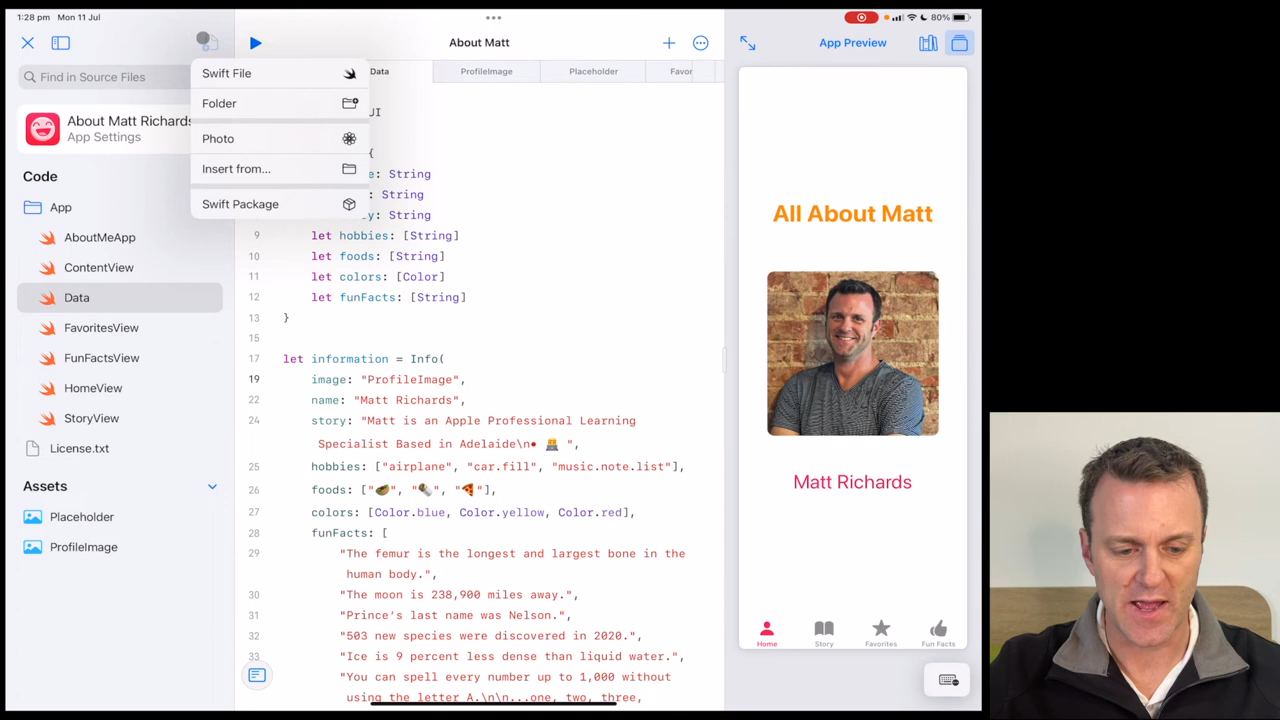 1:28 pm Mon 11 Jul
80%
About Matt
App Preview
Find in Source Files
About Matt Richards
App Settings
Code
App
AboutMeApp
ContentView
Data
FavoritesView
FunFactsView
HomeView
StoryView
License.txt
Assets
Placeholder
ProfileImage
Swift File
Folder
Photo
Insert from...
Swift Package
Data
ProfileImage
Placeholder
Favor
UI
{
e: String
: String
y: String
9 let hobbies: [String]
10 let foods: [String]
11 let colors: [Color]
12 let funFacts: [String]
13 }
15
17 let information = Info(
19 image: "ProfileImage",
22 name: "Matt Richards",
24 story: "Matt is an Apple Professional Learning
Specialist Based in Adelaide\n• 👨‍💻 ",
25 hobbies: ["airplane", "car.fill", "music.note.list"],
26 foods: ["🥙", "🌯", "🍕"],
27 colors: [Color.blue, Color.yellow, Color.red],
28 funFacts: [
29 "The femur is the longest and largest bone in the
human body.",
30 "The moon is 238,900 miles away.",
31 "Prince's last name was Nelson.",
32 "503 new species were discovered in 2020.",
33 "Ice is 9 percent less dense than liquid water.",
"You can spell every number up to 1,000 without
using the letter A.\n\n...one, two, three,
All About Matt
Matt Richards
Home
Story
Favorites
Fun Facts